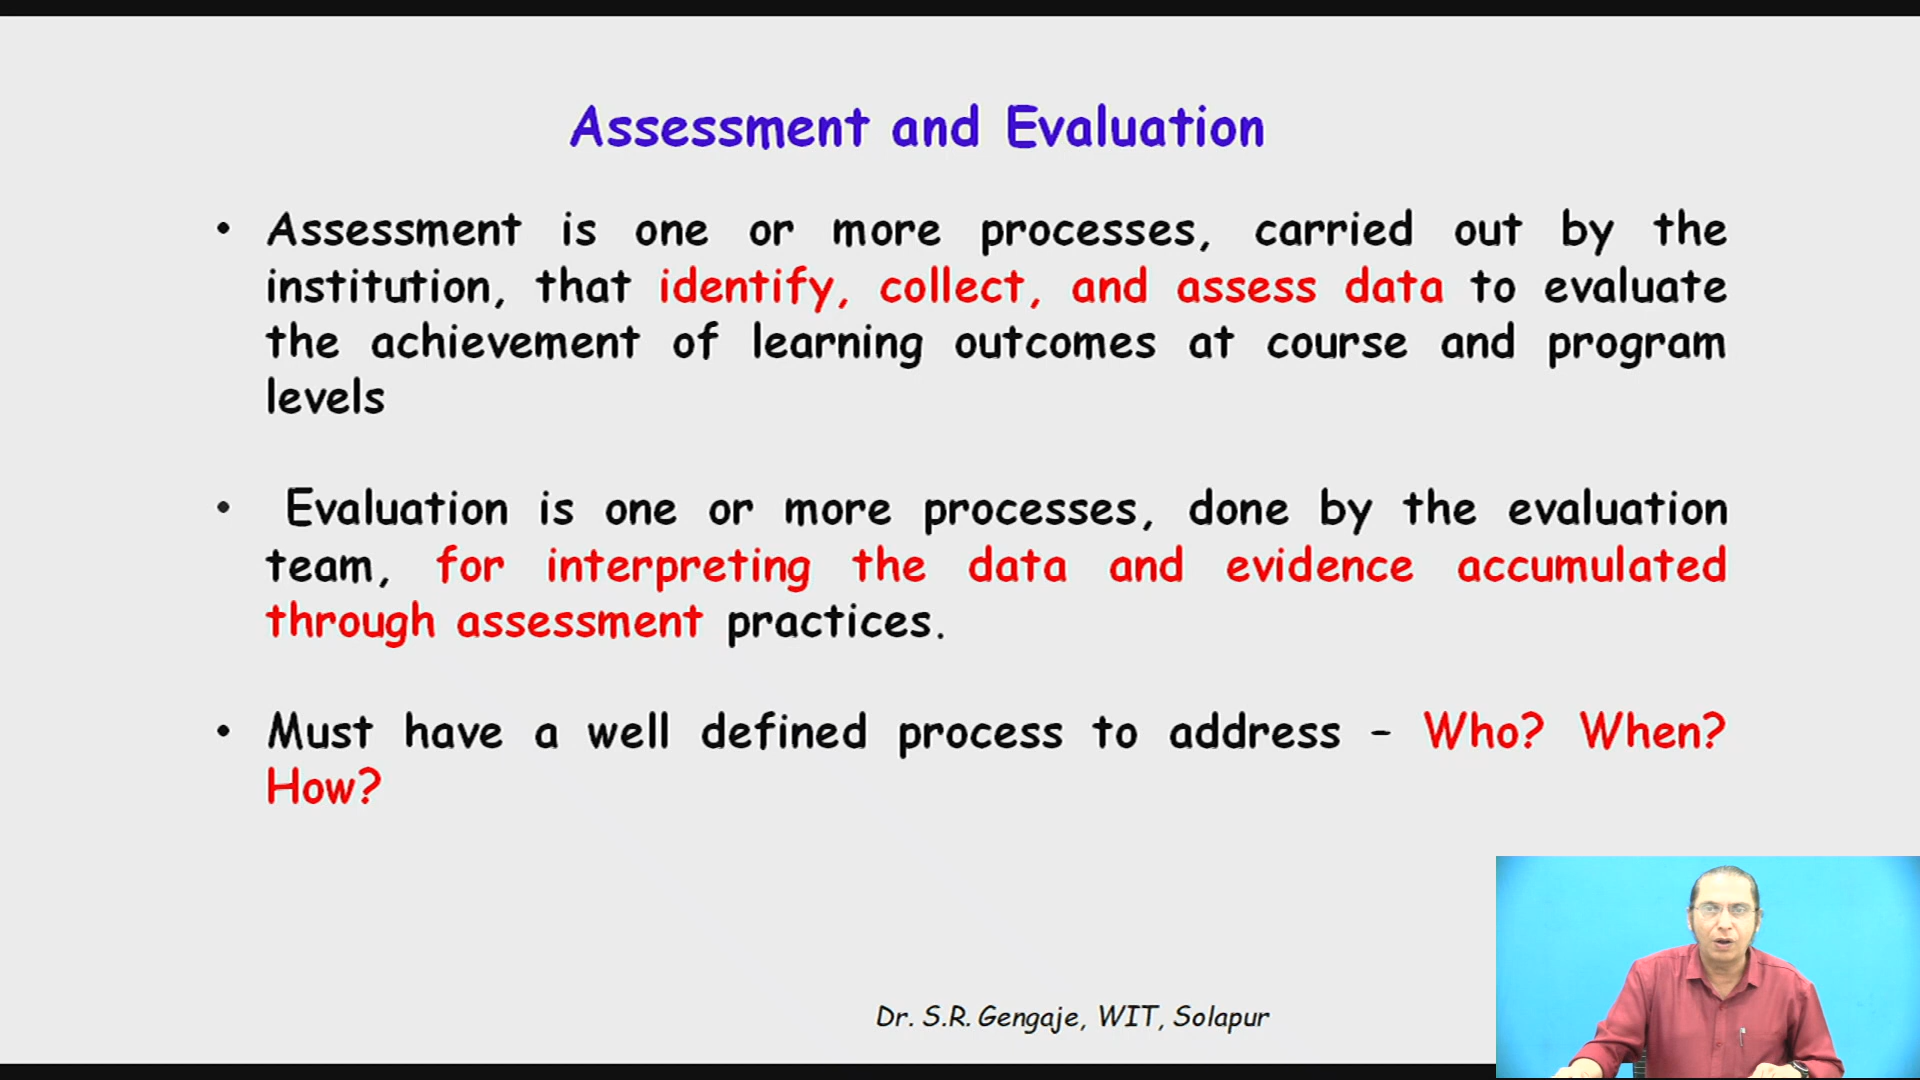 Assessment and Evaluation
• Assessment is one or more processes, carried out by the
institution, that identify, collect, and assess data to evaluate
the achievement of learning outcomes at course and program
levels
• Evaluation is one or more processes, done by the evaluation
team, for interpreting the data and evidence accumulated
through assessment practices.
• Must have a well defined process to address – Who? When?
How?
Dr. S.R. Gengaje, WIT, Solapur